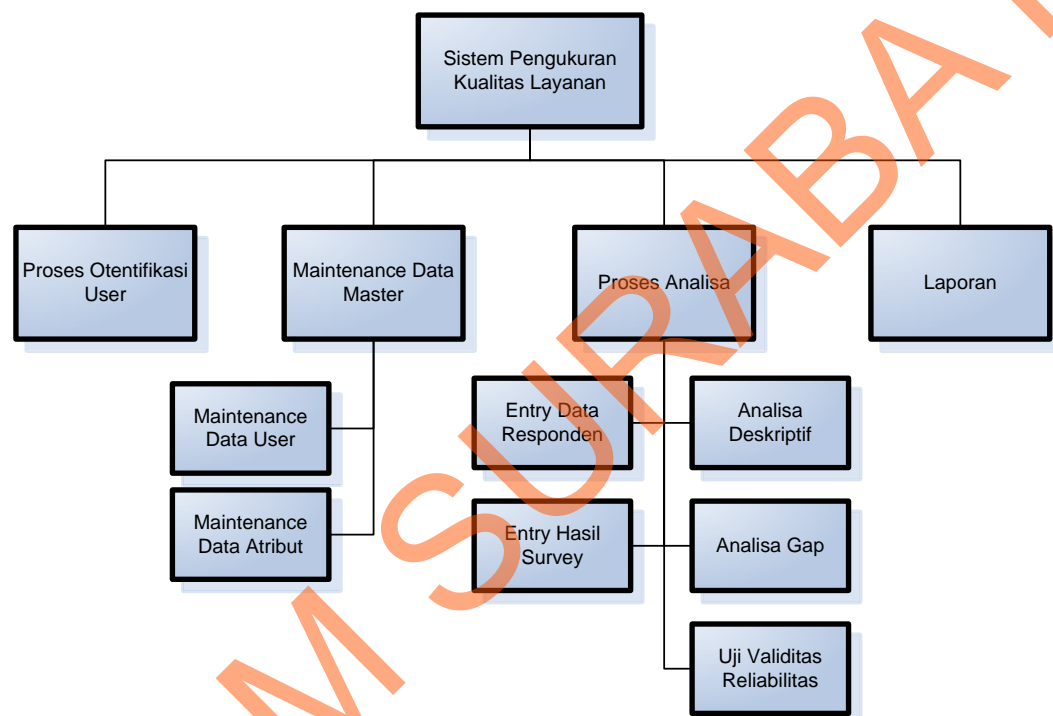 Sistem Pengukuran
Kualitas Layanan
Proses Otentifikasi
User
Maintenance Data
Master
Proses Analisa
Laporan
Maintenance
Data User
Entry Data
Responden
Analisa
Deskriptif
Maintenance
Data Atribut
Entry Hasil
Survey
Analisa Gap
Uji Validitas
Reliabilitas
M SURABA